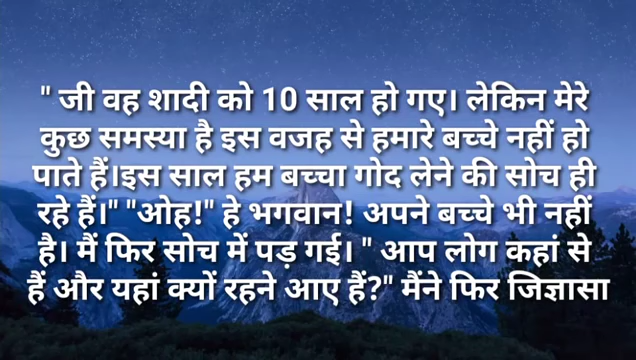 " जी वह शादी को 10 साल हो गए। लेकिन मेरे
कुछ समस्या है इस वजह से हमारे बच्चे नहीं हो
पाते हैं।इस साल हम बच्चा गोद लेने की सोच ही
रहे हैं।" "ओह!" हे भगवान! अपने बच्चे भी नहीं
है। मैं फिर सोच में पड़ गई। " आप लोग कहां से
हैं और यहां क्यों रहने आए हैं?" मैंने फिर जिज्ञासा